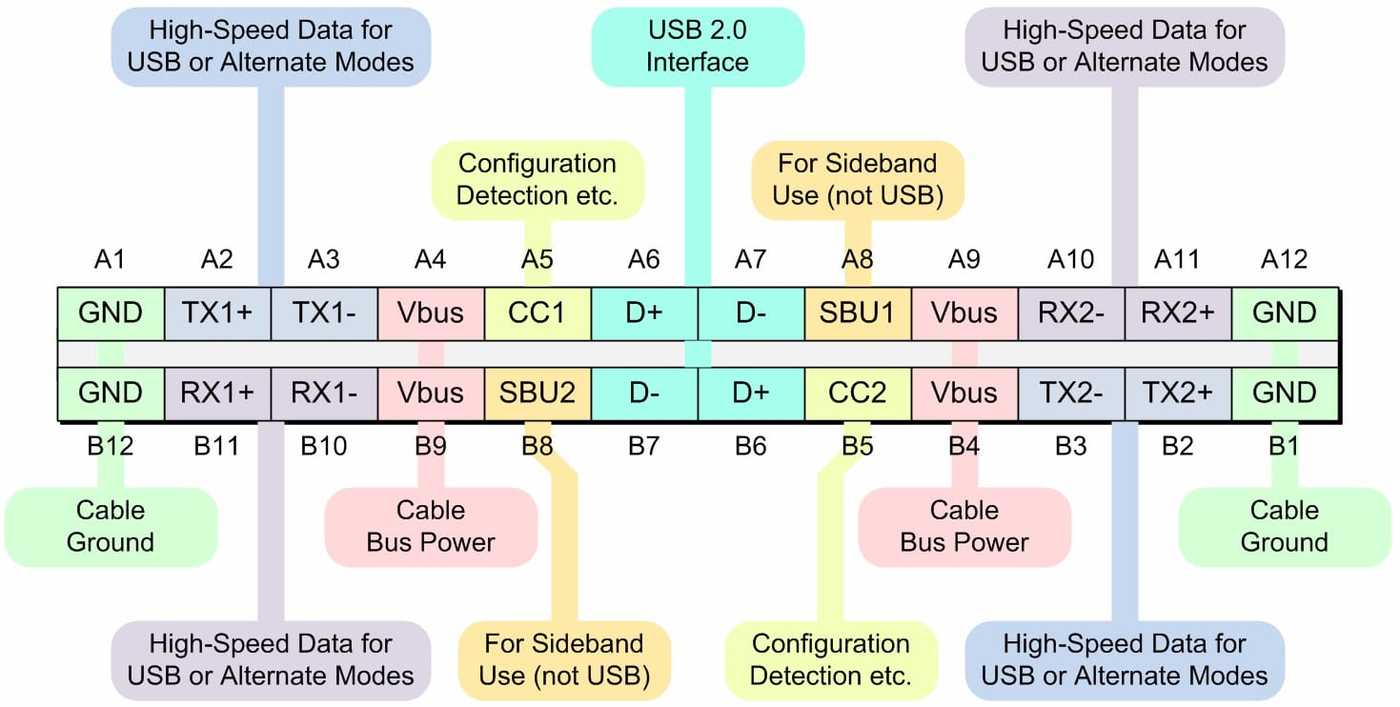 High-Speed Data for
USB or Alternate Modes
USB 2.0
Interface
High-Speed Data for
USB or Alternate Modes
Configuration
Detection etc.
For Sideband
Use (not USB)
A1 A2 A3 A4 A5 A6 A7 A8 A9 A10 A11 A12
GND TX1+ TX1- Vbus CC1 D+ D- SBU1 Vbus RX2- RX2+ GND
GND RX1+ RX1- Vbus SBU2 D- D+ CC2 Vbus TX2- TX2+ GND
B12 B11 B10 B9 B8 B7 B6 B5 B4 B3 B2 B1
Cable
Ground
Cable
Bus Power
Cable
Bus Power
Cable
Ground
High-Speed Data for
USB or Alternate Modes
For Sideband
Use (not USB)
Configuration
Detection etc.
High-Speed Data for
USB or Alternate Modes